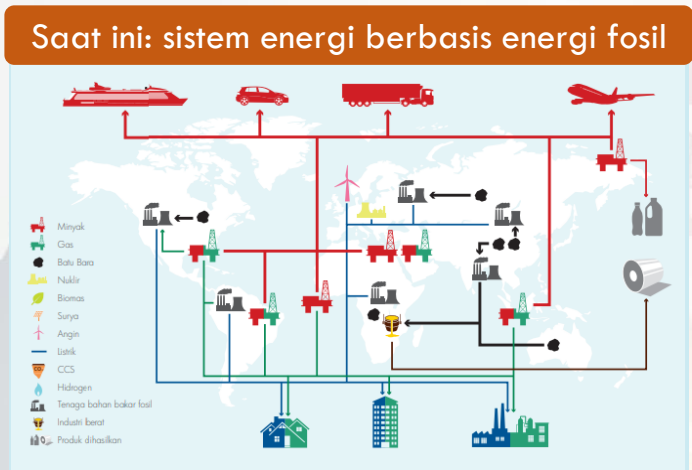 Saat ini: sistem energi berbasis energi fosil
Minyak
Gas
Batu Bara
Nuklir
Biomas
Surya
Angin
Listrik
CCS
Hidrogen
Tenaga bahan bakar fosil
Industri berat
Produk dihasilkan